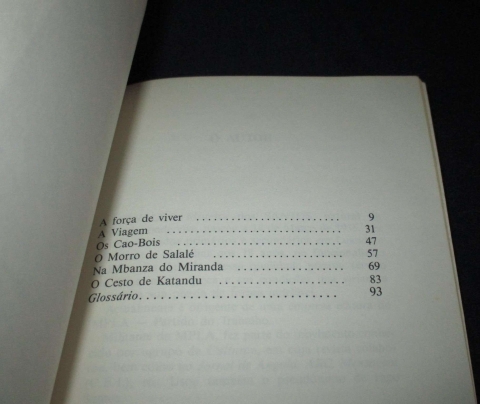 A força de viver ........................ 9
A Viagem ............................. 31
Os Cao-Bois ........................... 47
O Morro de Salalé ..................... 57
Na Mbanza do Miranda ................. 69
O Cesto de Katandu .................... 83
Glossário.............................. 93